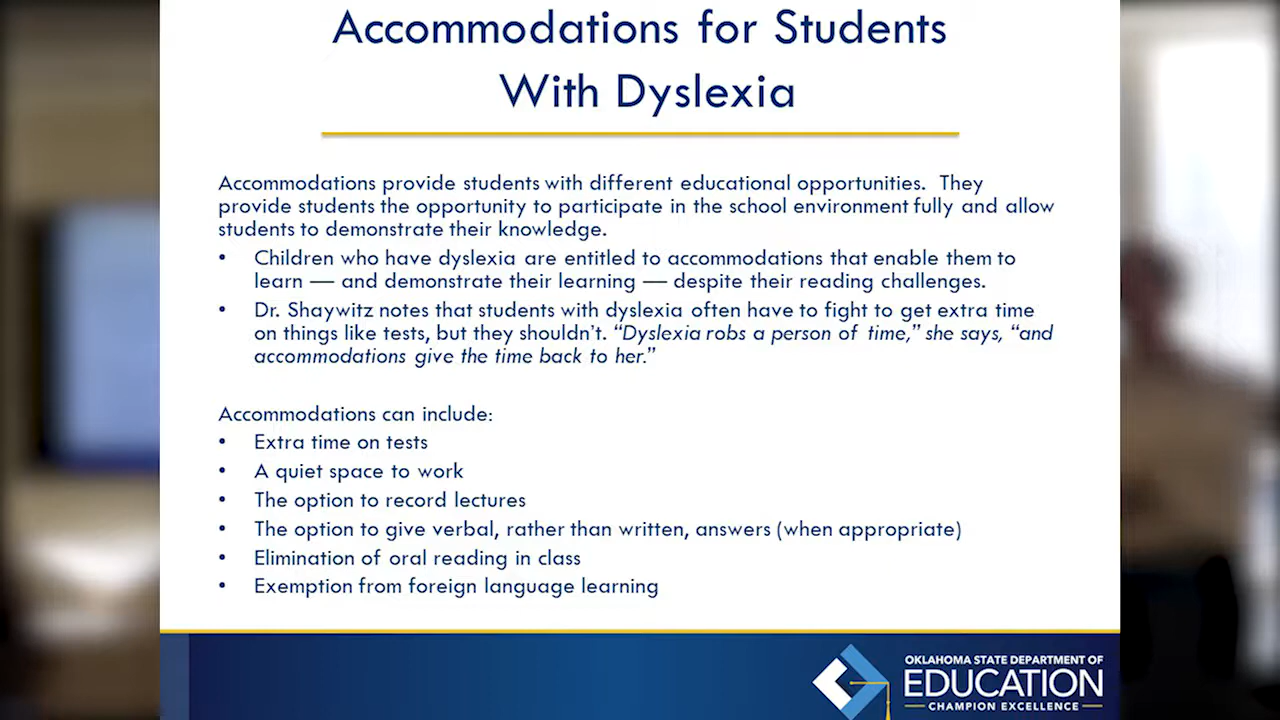 Accommodations for Students
With Dyslexia
Accommodations provide students with different educational opportunities. They
provide students the opportunity to participate in the school environment fully and allow
students to demonstrate their knowledge.
• Children who have dyslexia are entitled to accommodations that enable them to
learn — and demonstrate their learning — despite their reading challenges.
• Dr. Shaywitz notes that students with dyslexia often have to fight to get extra time
on things like tests, but they shouldn't. “Dyslexia robs a person of time,” she says, “and
accommodations give the time back to her.”
Accommodations can include:
• Extra time on tests
• A quiet space to work
• The option to record lectures
• The option to give verbal, rather than written, answers (when appropriate)
• Elimination of oral reading in class
• Exemption from foreign language learning
OKLAHOMA STATE DEPARTMENT OF
EDUCATION
CHAMPION EXCELLENCE